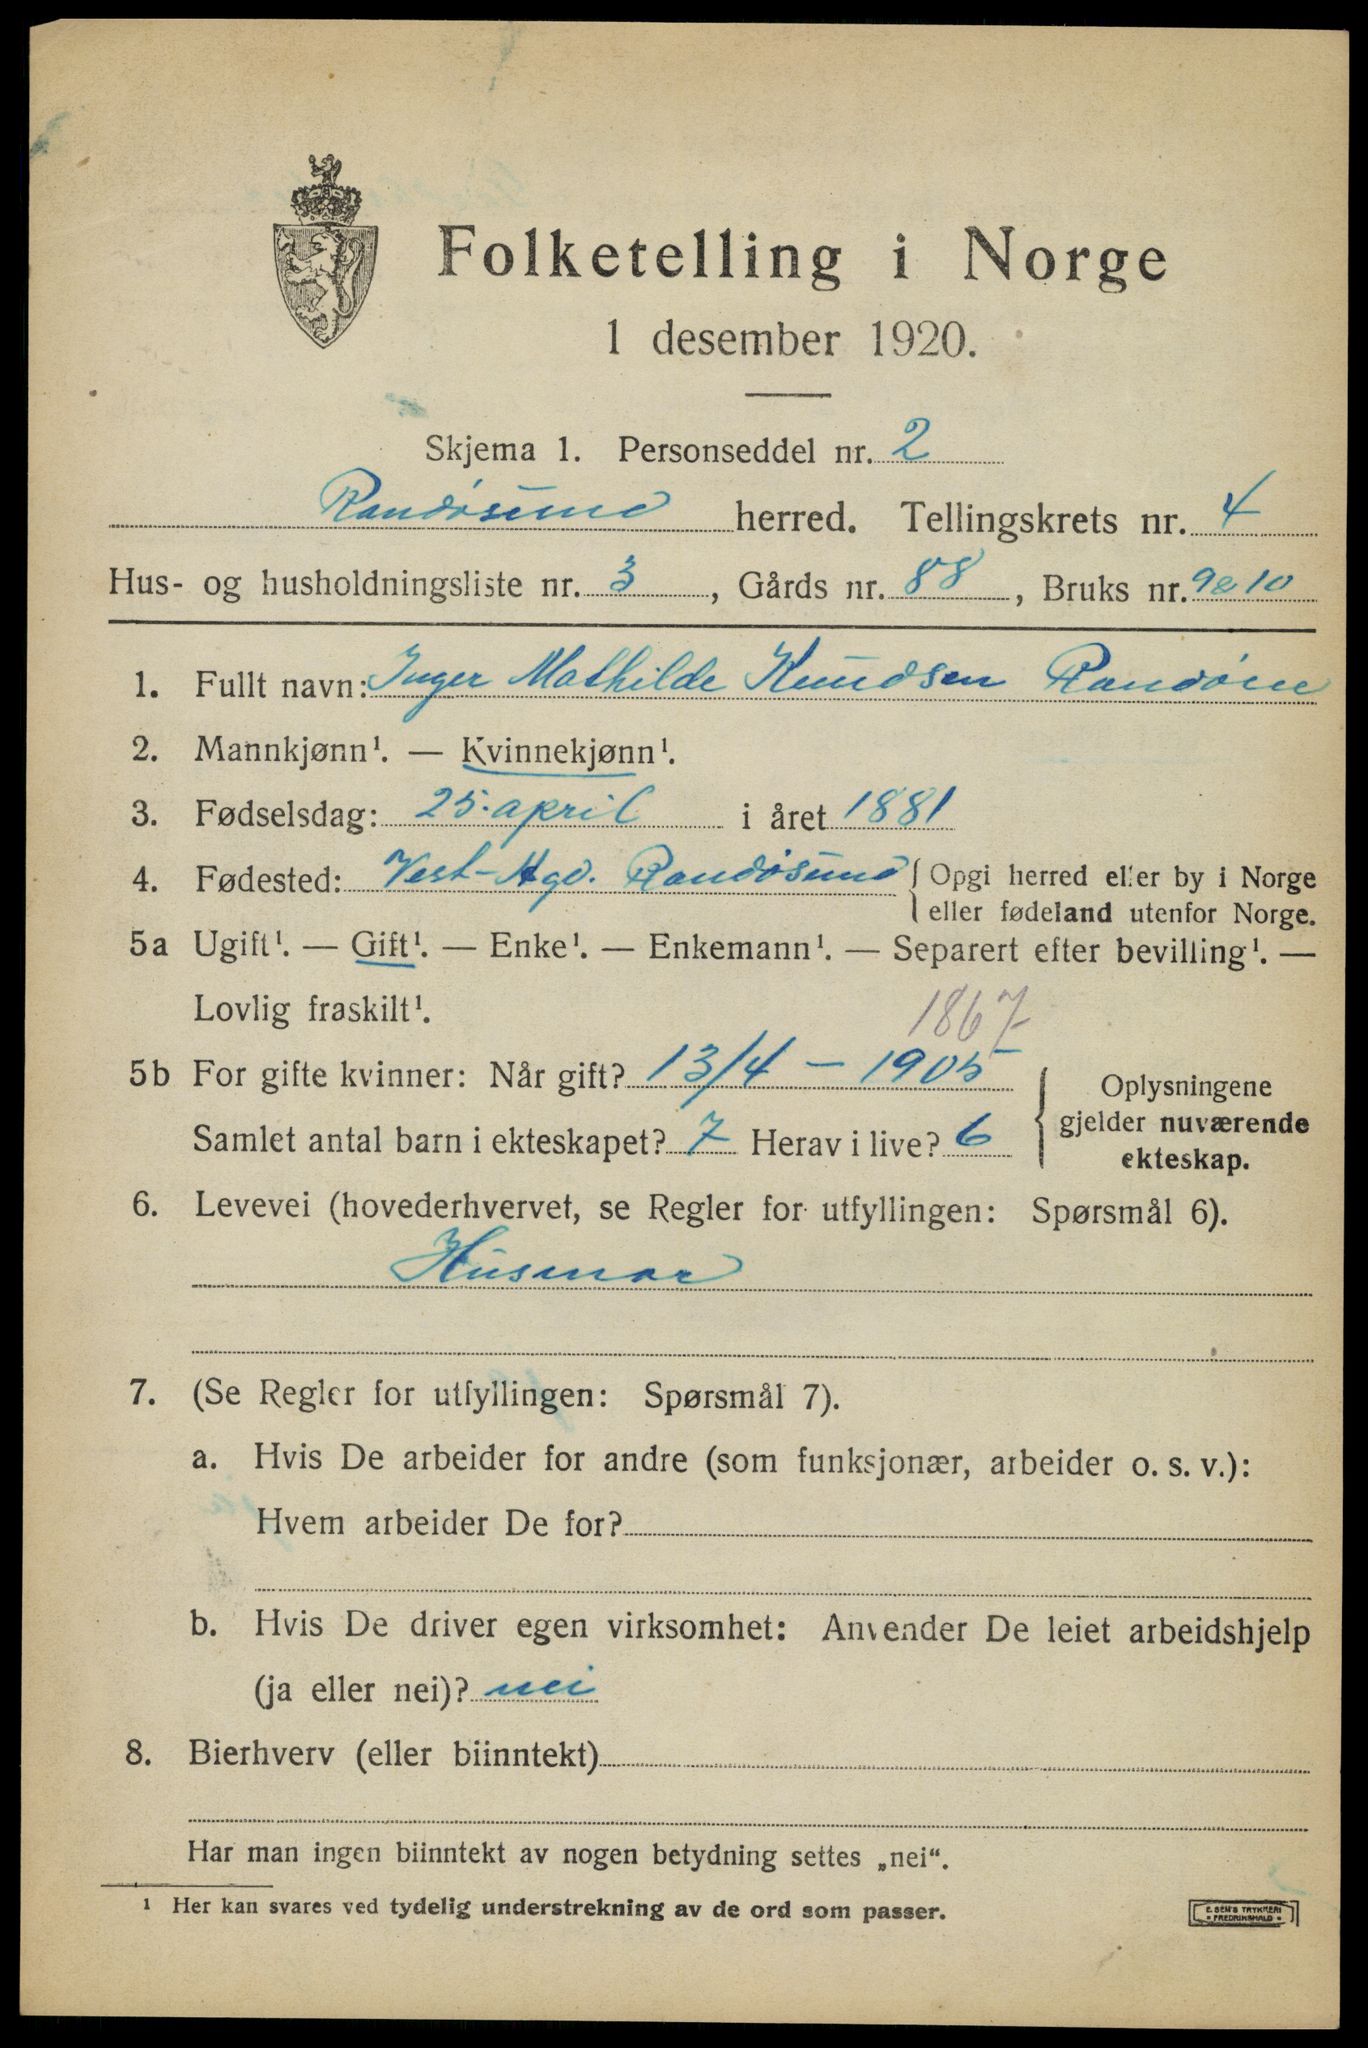 Folketelling i Norge
1 desember 1920.
Skjema 1. Personseddel nr. 2
Randøsund herred. Tellingskrets nr. 4
Hus- og husholdningsliste nr. 3, Gårds nr. 88, Bruks nr. 9 & 10
1. Fullt navn: Inger Mathilde Knudsen Randøen
2. Mannkjønn¹. — Kvinnekjønn¹.
3. Fødselsdag: 25. april i året 1881
4. Fødested: Vest-Agd. Randøsund { Opgi herred eller by i Norge
eller fødeland utenfor Norge.
5a Ugift¹. — Gift¹. — Enke¹. — Enkemann¹. — Separert efter bevilling¹. —
Lovlig fraskilt¹.
1867
5b For gifte kvinner: Når gift? 13/4 – 1905
Samlet antal barn i ekteskapet? 7 Herav i live? 6
{ Oplysningene
gjelder nuværende
ekteskap.
6. Levevei (hovederhvervet, se Regler for utfyllingen: Spørsmål 6).
Husmor
7. (Se Regler for utfyllingen: Spørsmål 7).
a. Hvis De arbeider for andre (som funksjonær, arbeider o. s. v.):
Hvem arbeider De for?
b. Hvis De driver egen virksomhet: Anvender De leiet arbeidshjelp
(ja eller nei)? nei
8. Bierhverv (eller biinntekt)
Har man ingen biinntekt av nogen betydning settes „nei“.
¹ Her kan svares ved tydelig understrekning av de ord som passer.
E. SEM'S TRYKKERI
• FREDRIKSHALD •